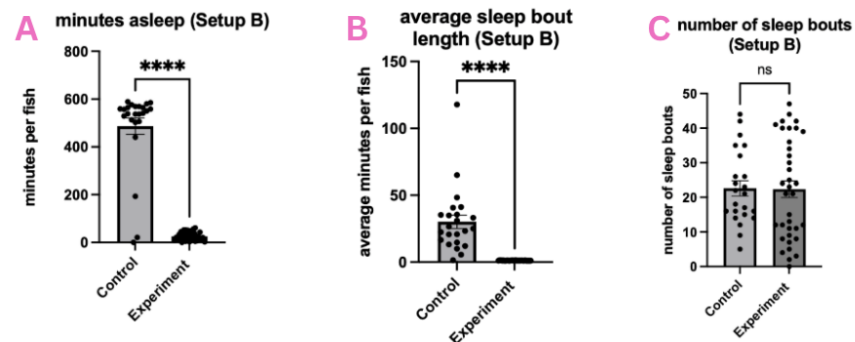 A
minutes asleep (Setup B)
minutes per fish
800
600
400
200
0
****
Control
Experiment
B
average sleep bout
length (Setup B)
average minutes per fish
150
100
50
0
****
Control
Experiment
C
number of sleep bouts
(Setup B)
number of sleep bouts
50
40
30
20
10
0
ns
Control
Experiment